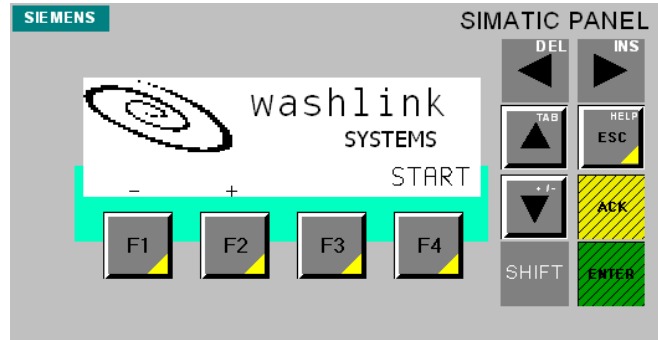 SIEMENS
SIMATIC PANEL
DEL
INS
washlink
SYSTEMS
TAB
HELP
ESC
START
- +
+ / -
ACK
F1 F2 F3 F4
SHIFT
ENTER